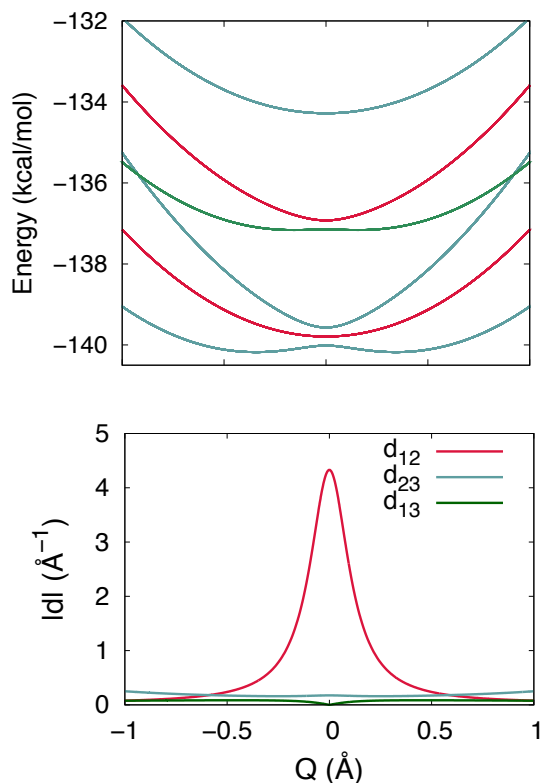 −132
−134
−136
−138
−140
Energy (kcal/mol)
5
4
3
2
1
0
|d| (Å⁻¹)
d₁₂
d₂₃
d₁₃
−1 −0.5 0 0.5 1
Q (Å)